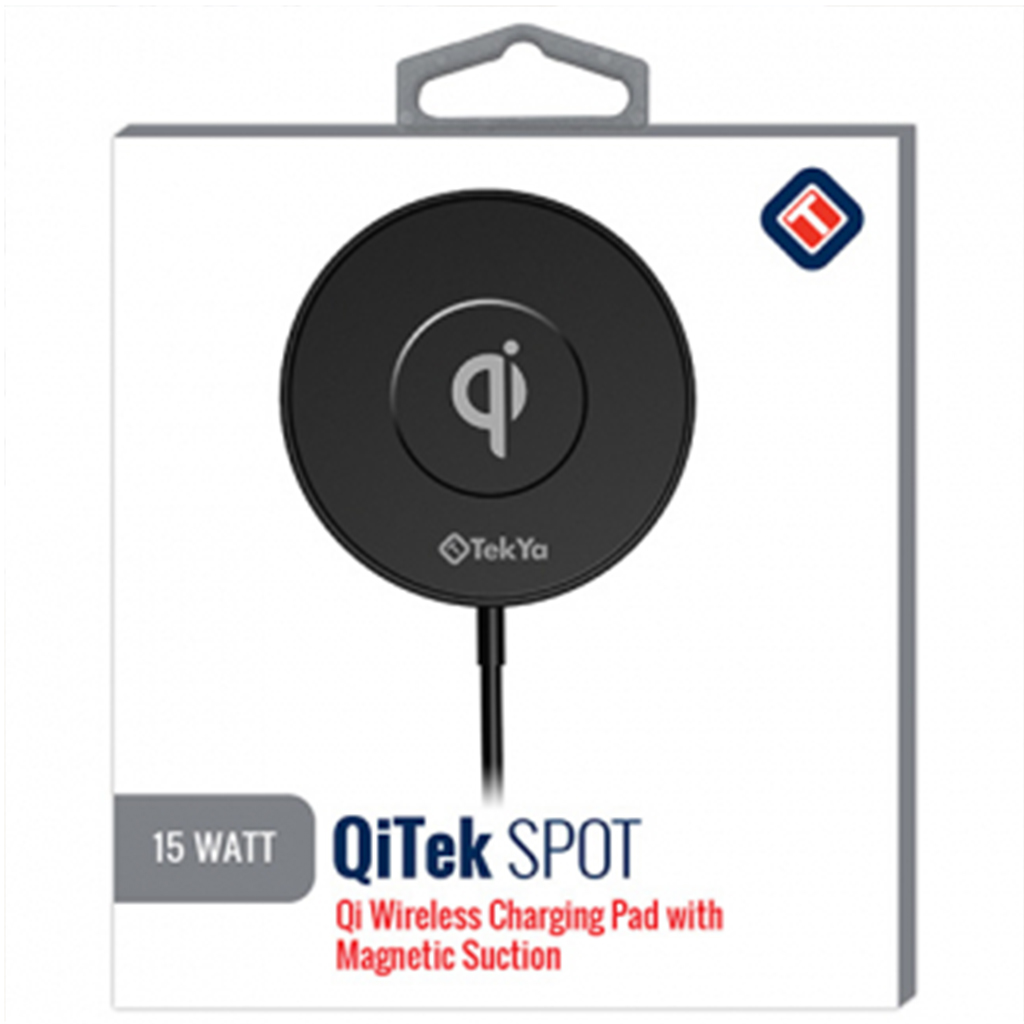 qi
TekYa
15 WATT
QiTek SPOT
Qi Wireless Charging Pad with
Magnetic Suction